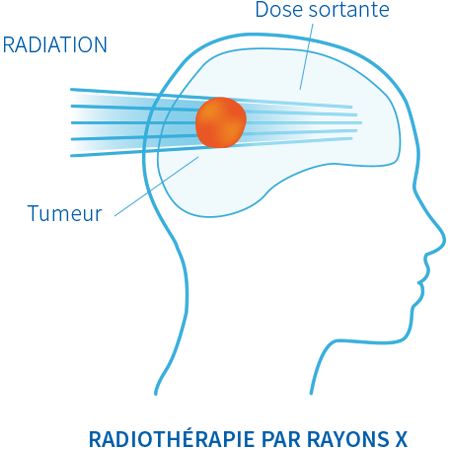 Dose sortante
RADIATION
Tumeur
RADIOTHÉRAPIE PAR RAYONS X